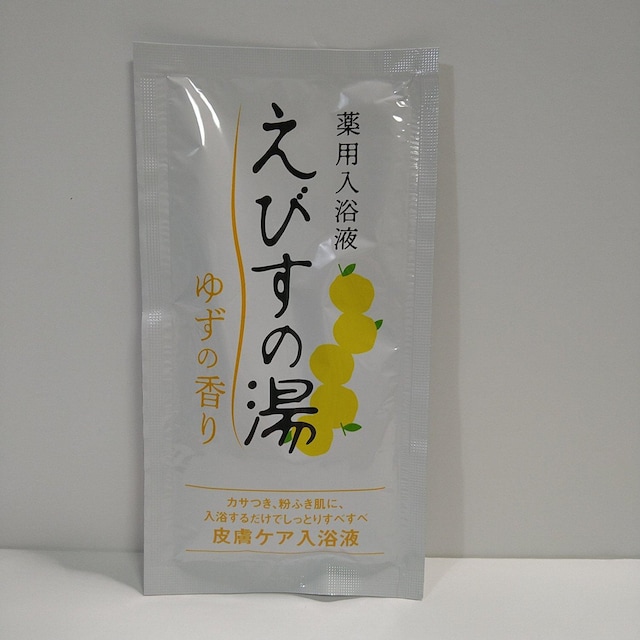 薬用入浴液
えびすの湯
ゆずの香り
カサつき、粉ふき肌に、
入浴するだけでしっとりすべすべ
皮膚ケア入浴液